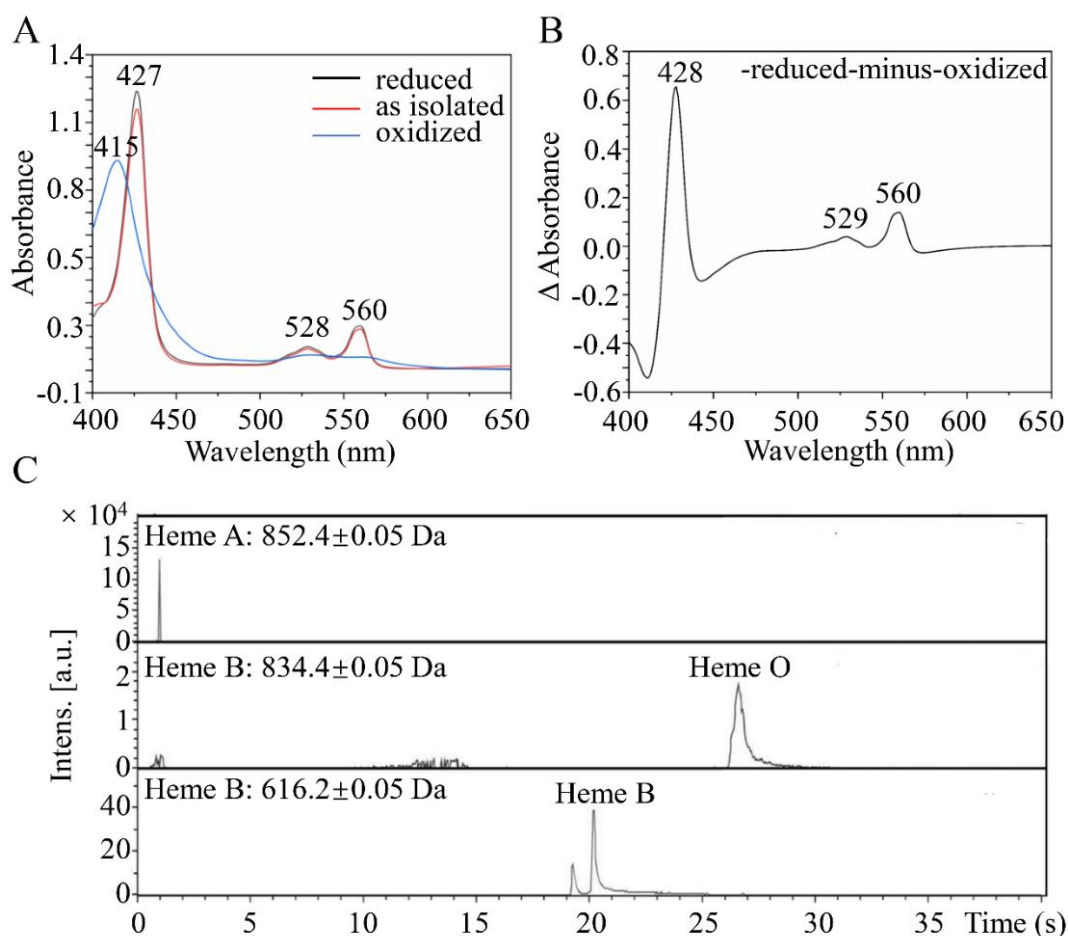 A
1.4
1.1
0.8
0.5
0.3
-0.1
Absorbance
427
415
528
560
reduced
as isolated
oxidized
400 450 500 550 600 650
Wavelength (nm)
B
0.8
0.6
0.4
0.2
0.0
-0.2
-0.4
-0.6
Δ Absorbance
428
529
560
-reduced-minus-oxidized
400 450 500 550 600 650
Wavelength (nm)
C
× 10⁴
Intens. [a.u.]
Heme A: 852.4±0.05 Da
15
10
5
0
Heme B: 834.4±0.05 Da
Heme O
2
1
0
Heme B: 616.2±0.05 Da
Heme B
40
20
0
0 5 10 15 20 25 30 35 Time (s)